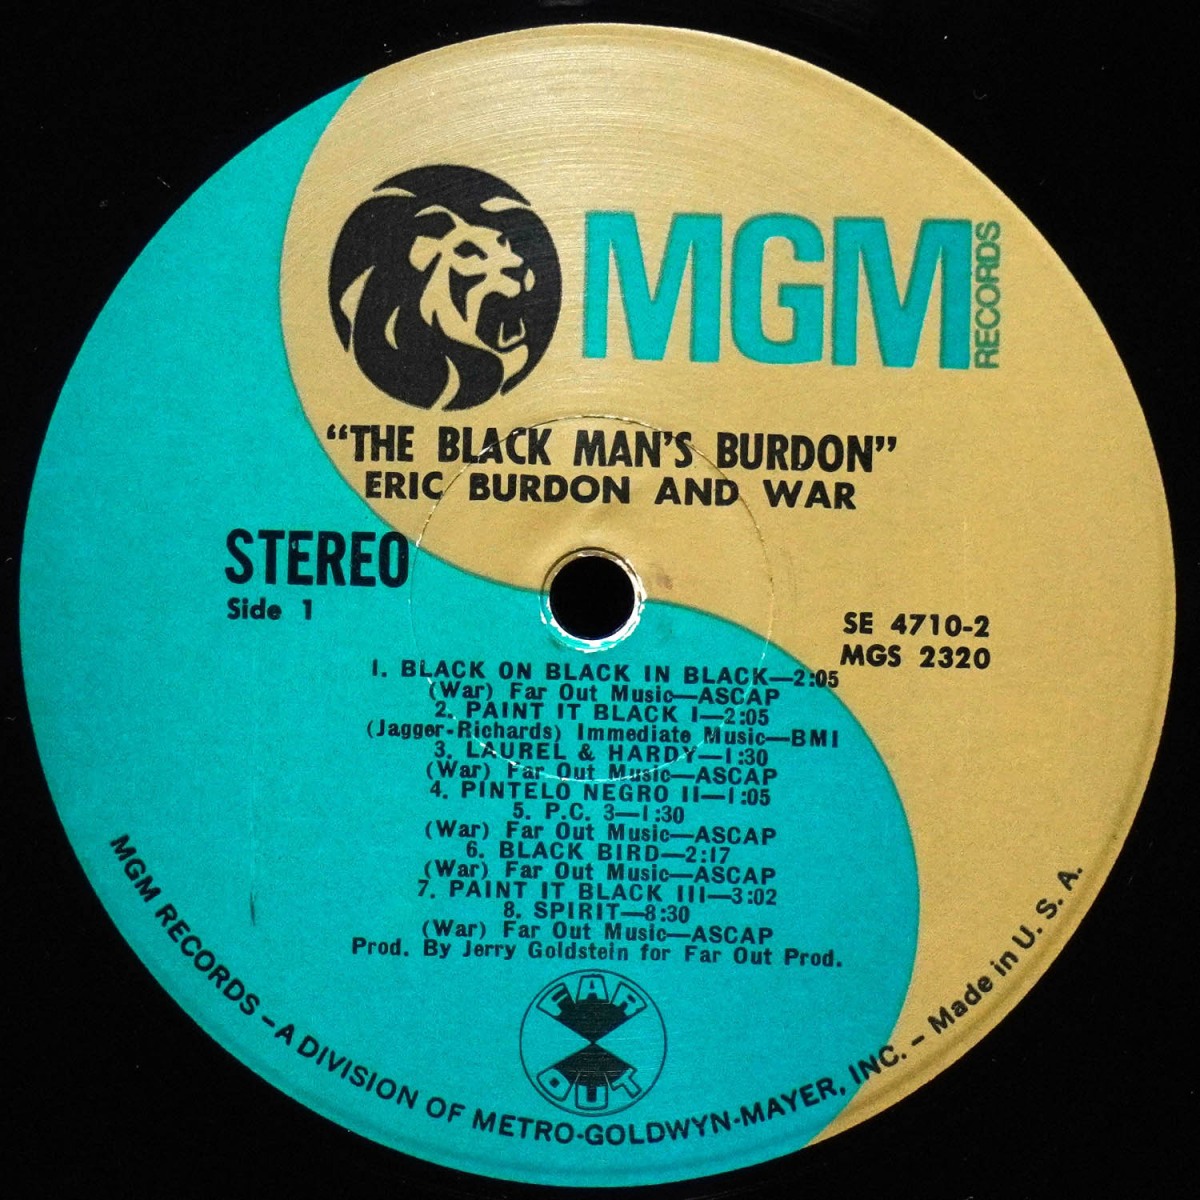 MGM
RECORDS
“THE BLACK MAN'S BURDON”
ERIC BURDON AND WAR
STEREO
Side 1
SE 4710-2
MGS 2320
1. BLACK ON BLACK IN BLACK—2:05
(War) Far Out Music—ASCAP
2. PAINT IT BLACK I—2:05
(Jagger-Richards) Immediate Music—BMI
3. LAUREL & HARDY—1:30
(War) Far Out Music—ASCAP
4. PINTELO NEGRO II—1:05
5. P.C. 3—1:30
(War) Far Out Music—ASCAP
6. BLACK BIRD—2:17
(War) Far Out Music—ASCAP
7. PAINT IT BLACK III—3:02
8. SPIRIT—8:30
(War) Far Out Music—ASCAP
Prod. By Jerry Goldstein for Far Out Prod.
FAR
OUT
MGM RECORDS – A DIVISION OF METRO-GOLDWYN-MAYER, INC. – Made in U. S. A.